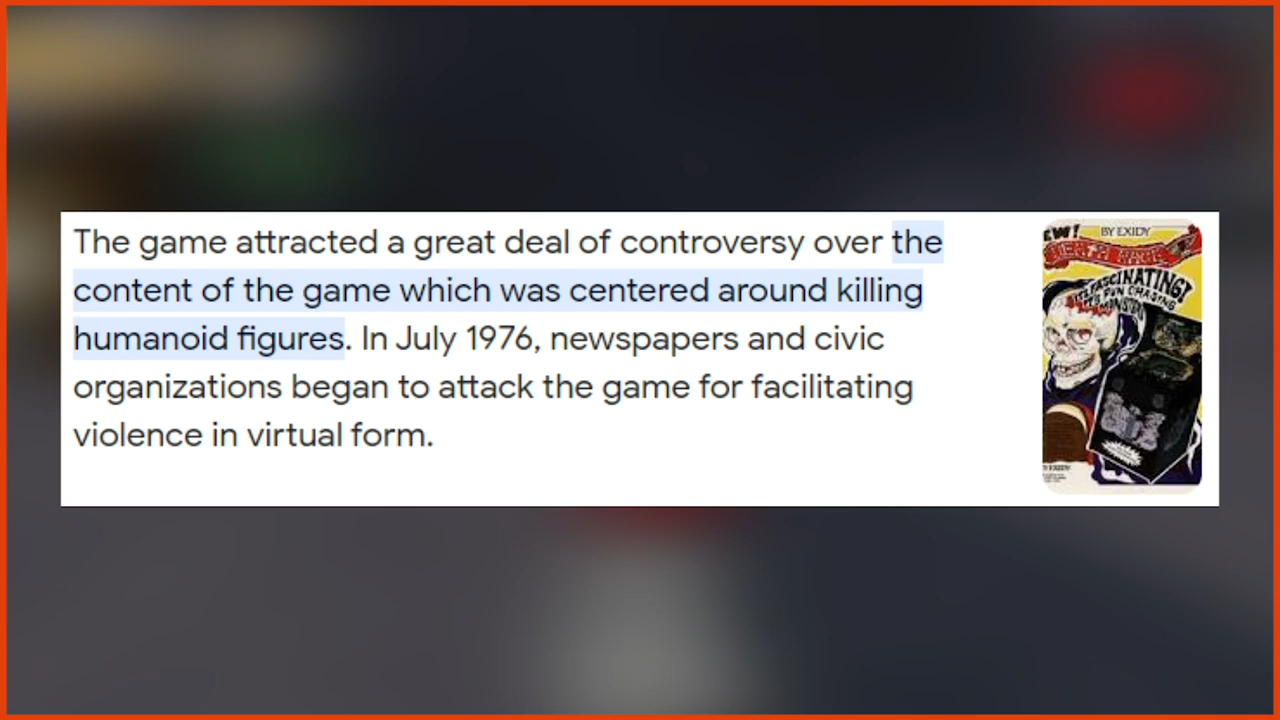 The game attracted a great deal of controversy over the
content of the game which was centered around killing
humanoid figures. In July 1976, newspapers and civic
organizations began to attack the game for facilitating
violence in virtual form.
BY EXIDY
FASCINATING!